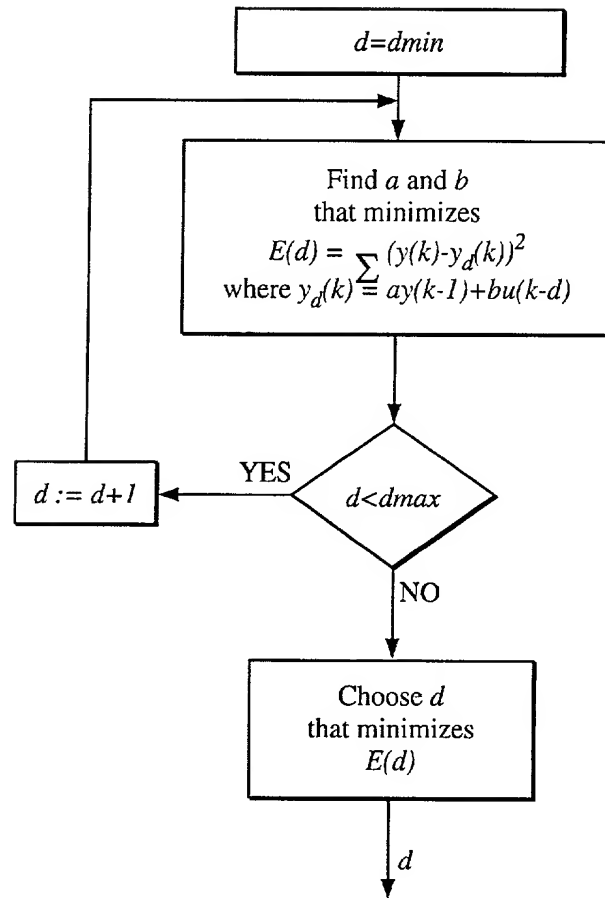 d=dmin
Find a and b
that minimizes
E(d) = ∑ (y(k)-y_d(k))²
where y_d(k) = ay(k-1)+bu(k-d)
YES
d := d+1
d<dmax
NO
Choose d
that minimizes
E(d)
d